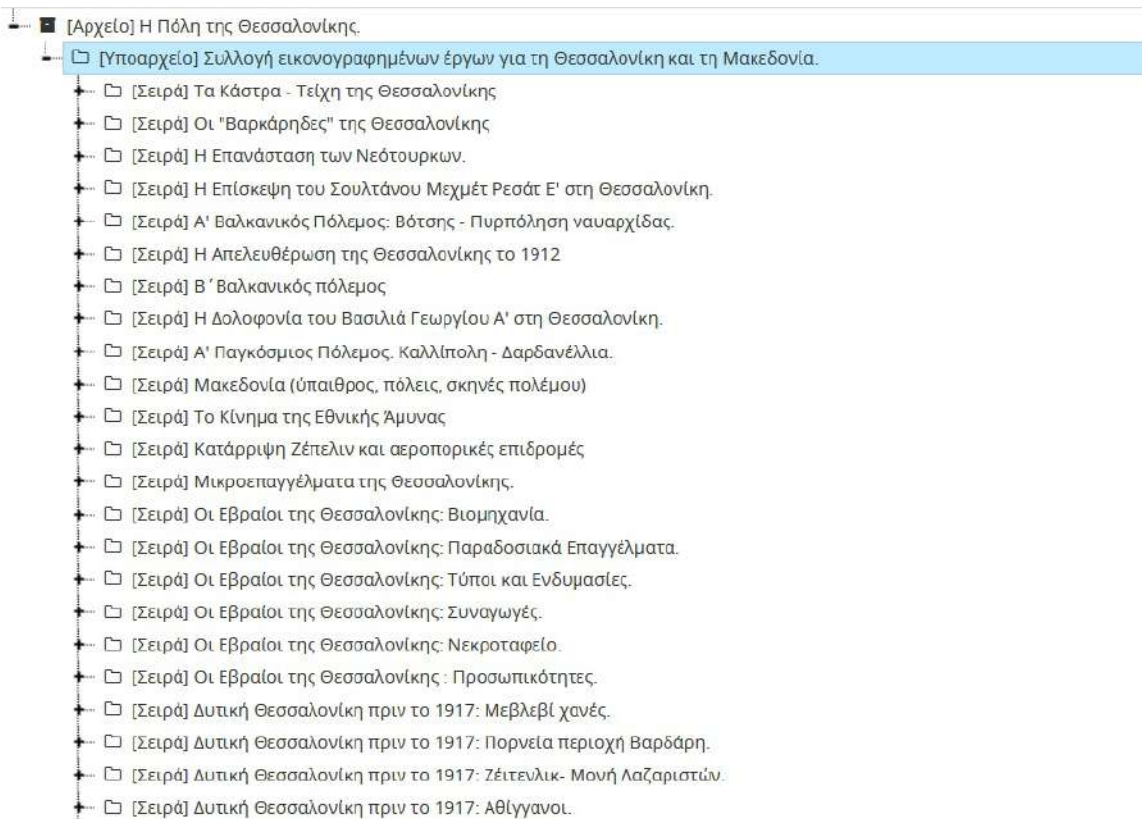 [Αρχείο] Η Πόλη της Θεσσαλονίκης.
[Υποαρχείο] Συλλογή εικονογραφημένων έργων για τη Θεσσαλονίκη και τη Μακεδονία.
[Σειρά] Τα Κάστρα - Τείχη της Θεσσαλονίκης
[Σειρά] Οι "Βαρκάρηδες" της Θεσσαλονίκης
[Σειρά] Η Επανάσταση των Νεότουρκων.
[Σειρά] Η Επίσκεψη του Σουλτάνου Μεχμέτ Ρεσάτ Ε' στη Θεσσαλονίκη.
[Σειρά] Α' Βαλκανικός Πόλεμος: Βότσης - Πυρπόληση ναυαρχίδας.
[Σειρά] Η Απελευθέρωση της Θεσσαλονίκης το 1912
[Σειρά] Β΄Βαλκανικός πόλεμος
[Σειρά] Η Δολοφονία του Βασιλιά Γεωργίου Α' στη Θεσσαλονίκη.
[Σειρά] Α' Παγκόσμιος Πόλεμος. Καλλίπολη - Δαρδανέλλια.
[Σειρά] Μακεδονία (ύπαιθρος, πόλεις, σκηνές πολέμου)
[Σειρά] Το Κίνημα της Εθνικής Άμυνας
[Σειρά] Κατάρριψη Ζέπελιν και αεροπορικές επιδρομές
[Σειρά] Μικροεπαγγέλματα της Θεσσαλονίκης.
[Σειρά] Οι Εβραίοι της Θεσσαλονίκης: Βιομηχανία.
[Σειρά] Οι Εβραίοι της Θεσσαλονίκης: Παραδοσιακά Επαγγέλματα.
[Σειρά] Οι Εβραίοι της Θεσσαλονίκης: Τύποι και Ενδυμασίες.
[Σειρά] Οι Εβραίοι της Θεσσαλονίκης: Συναγωγές.
[Σειρά] Οι Εβραίοι της Θεσσαλονίκης: Νεκροταφείο.
[Σειρά] Οι Εβραίοι της Θεσσαλονίκης : Προσωπικότητες.
[Σειρά] Δυτική Θεσσαλονίκη πριν το 1917: Μεβλεβί χανές.
[Σειρά] Δυτική Θεσσαλονίκη πριν το 1917: Πορνεία περιοχή Βαρδάρη.
[Σειρά] Δυτική Θεσσαλονίκη πριν το 1917: Ζέιτενλικ- Μονή Λαζαριστών.
[Σειρά] Δυτική Θεσσαλονίκη πριν το 1917: Αθίγγανοι.